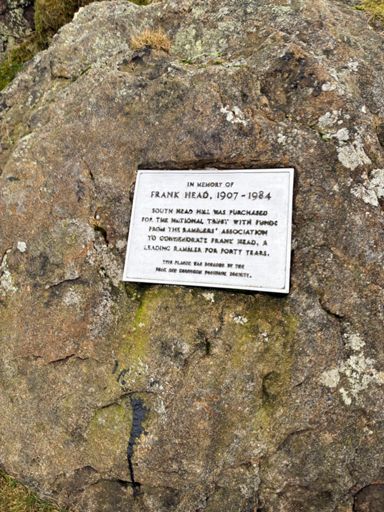 IN MEMORY OF
FRANK HEAD, 1907 - 1984
SOUTH HEAD HILL WAS PURCHASED
FOR THE NATIONAL TRUST WITH FUNDS
FROM THE RAMBLERS' ASSOCIATION
TO COMMEMORATE FRANK HEAD, A
LEADING RAMBLER FOR FORTY YEARS.
THIS PLAQUE WAS DONATED BY THE
PEAK AND NORTHERN FOOTPATHS SOCIETY.